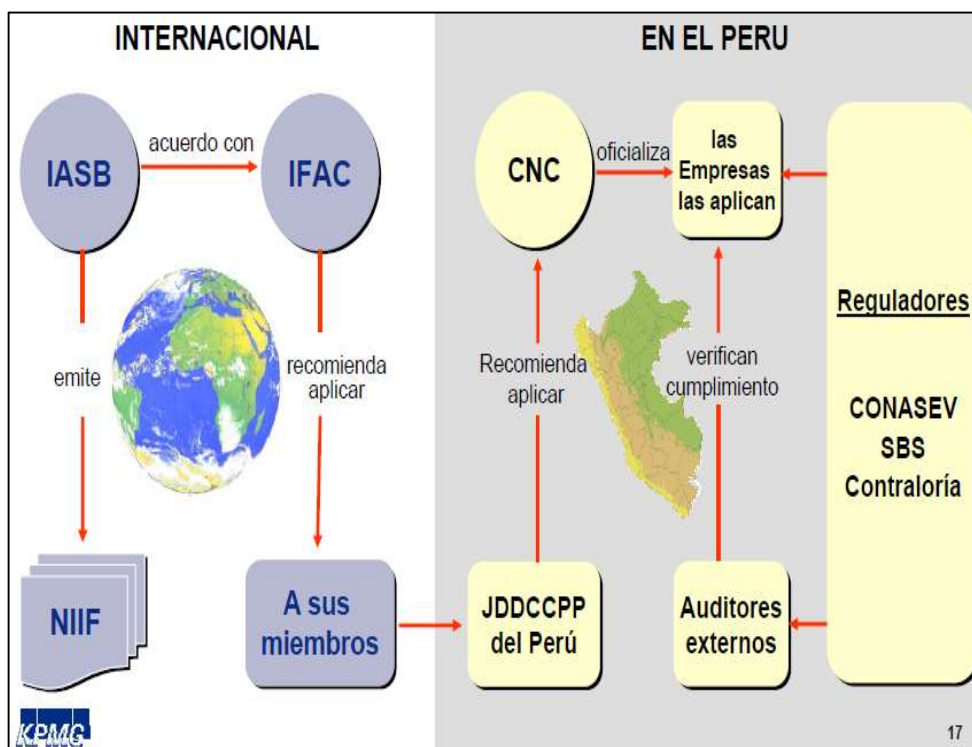 INTERNACIONAL
IASB
acuerdo con
IFAC
emite
recomienda
aplicar
NIIF
A sus
miembros
KPMG
EN EL PERU
CNC
oficializa
las
Empresas
las aplican
Recomienda
aplicar
verifican
cumplimiento
JDDCCPP
del Perú
Auditores
externos
Reguladores
CONASEV
SBS
Contraloría
17